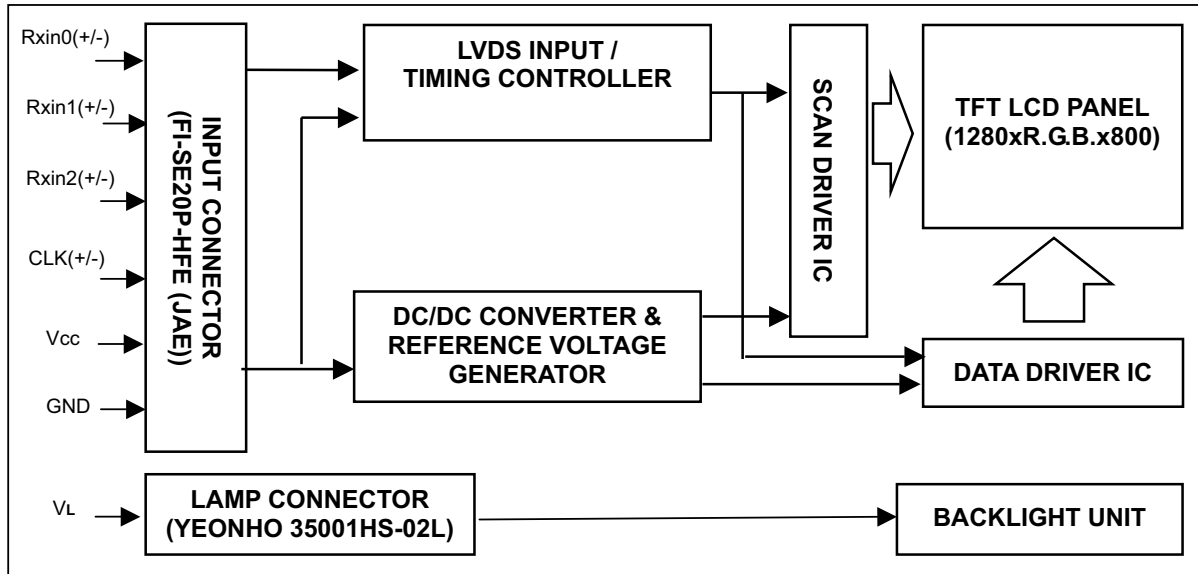 Rxin0(+/-)
Rxin1(+/-)
Rxin2(+/-)
CLK(+/-)
Vcc
GND
INPUT CONNECTOR
(FI-SE20P-HFE (JAE))
LVDS INPUT /
TIMING CONTROLLER
SCAN DRIVER IC
TFT LCD PANEL
(1280xR.G.B.x800)
DC/DC CONVERTER &
REFERENCE VOLTAGE
GENERATOR
DATA DRIVER IC
VL
LAMP CONNECTOR
(YEONHO 35001HS-02L)
BACKLIGHT UNIT